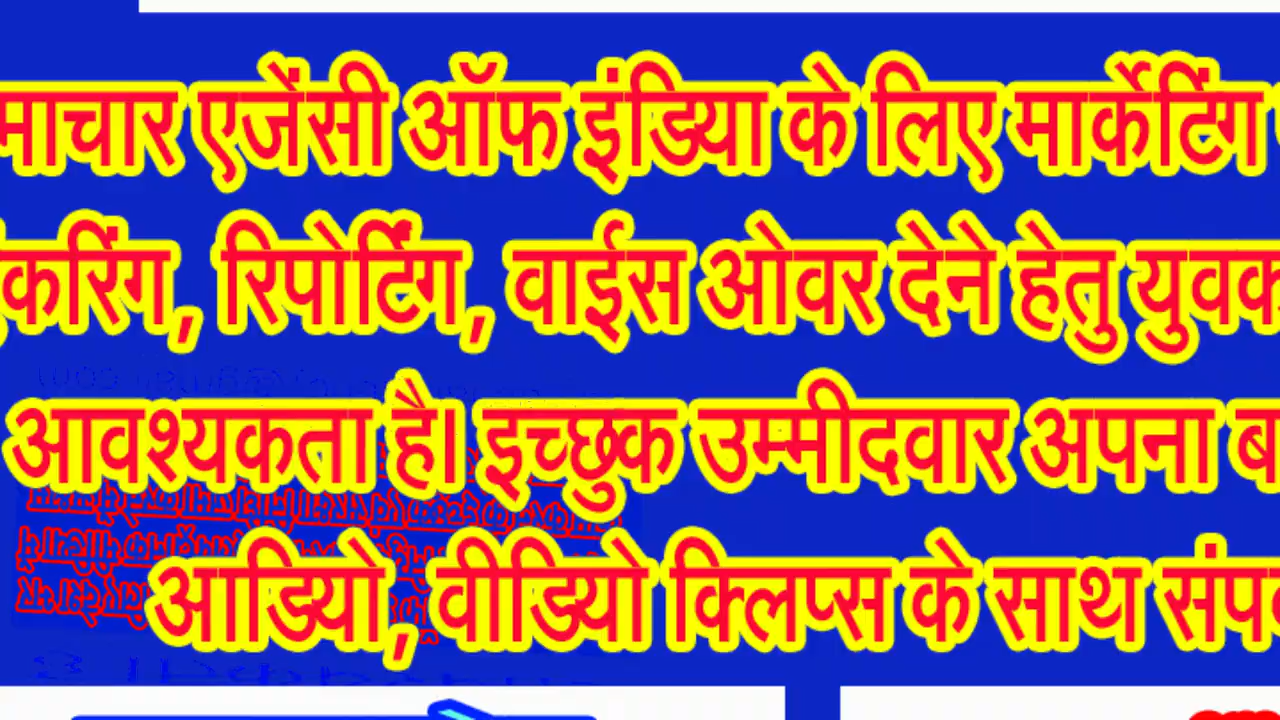 माचार एजेंसी ऑफ इंडिया के लिए मार्केटिंग
करिंग, रिपोर्टिंग, वाईस ओवर देने हेतु युवक
आवश्यकता है। इच्छुक उम्मीदवार अपना ब
आडियो, वीडियो क्लिप्स के साथ संप